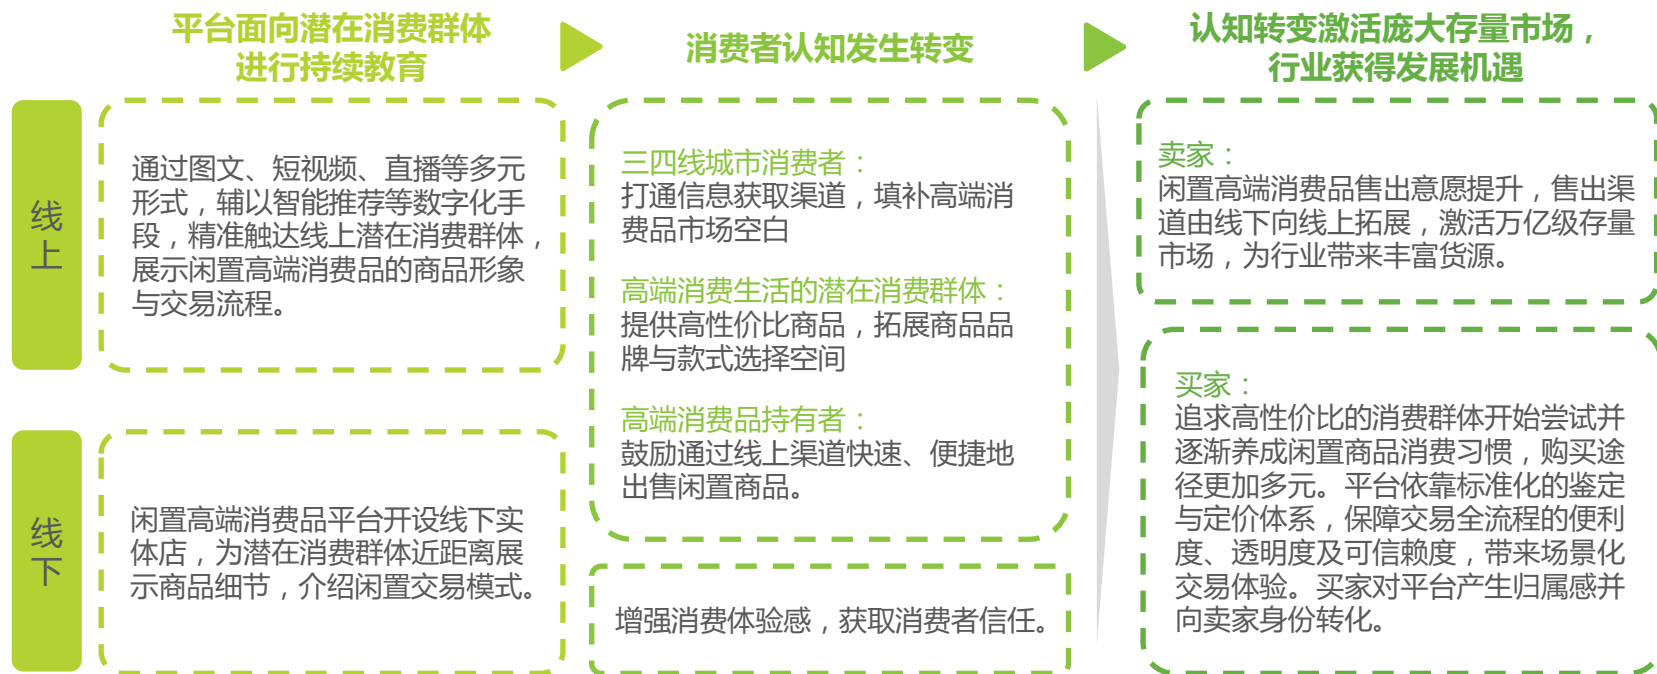 平台面向潜在消费群体
进行持续教育
消费者认知发生转变
认知转变激活庞大存量市场，
行业获得发展机遇
线
上
通过图文、短视频、直播等多元
形式，辅以智能推荐等数字化手
段，精准触达线上潜在消费群体，
展示闲置高端消费品的商品形象
与交易流程。
线
下
闲置高端消费品平台开设线下实
体店，为潜在消费群体近距离展
示商品细节，介绍闲置交易模式。
三四线城市消费者：
打通信息获取渠道，填补高端消
费品市场空白
高端消费生活的潜在消费群体：
提供高性价比商品，拓展商品品
牌与款式选择空间
高端消费品持有者：
鼓励通过线上渠道快速、便捷地
出售闲置商品。
增强消费体验感，获取消费者信任。
卖家：
闲置高端消费品售出意愿提升，售出渠
道由线下向线上拓展，激活万亿级存量
市场，为行业带来丰富货源。
买家：
追求高性价比的消费群体开始尝试并
逐渐养成闲置商品消费习惯，购买途
径更加多元。平台依靠标准化的鉴定
与定价体系，保障交易全流程的便利
度、透明度及可信赖度，带来场景化
交易体验。买家对平台产生归属感并
向卖家身份转化。